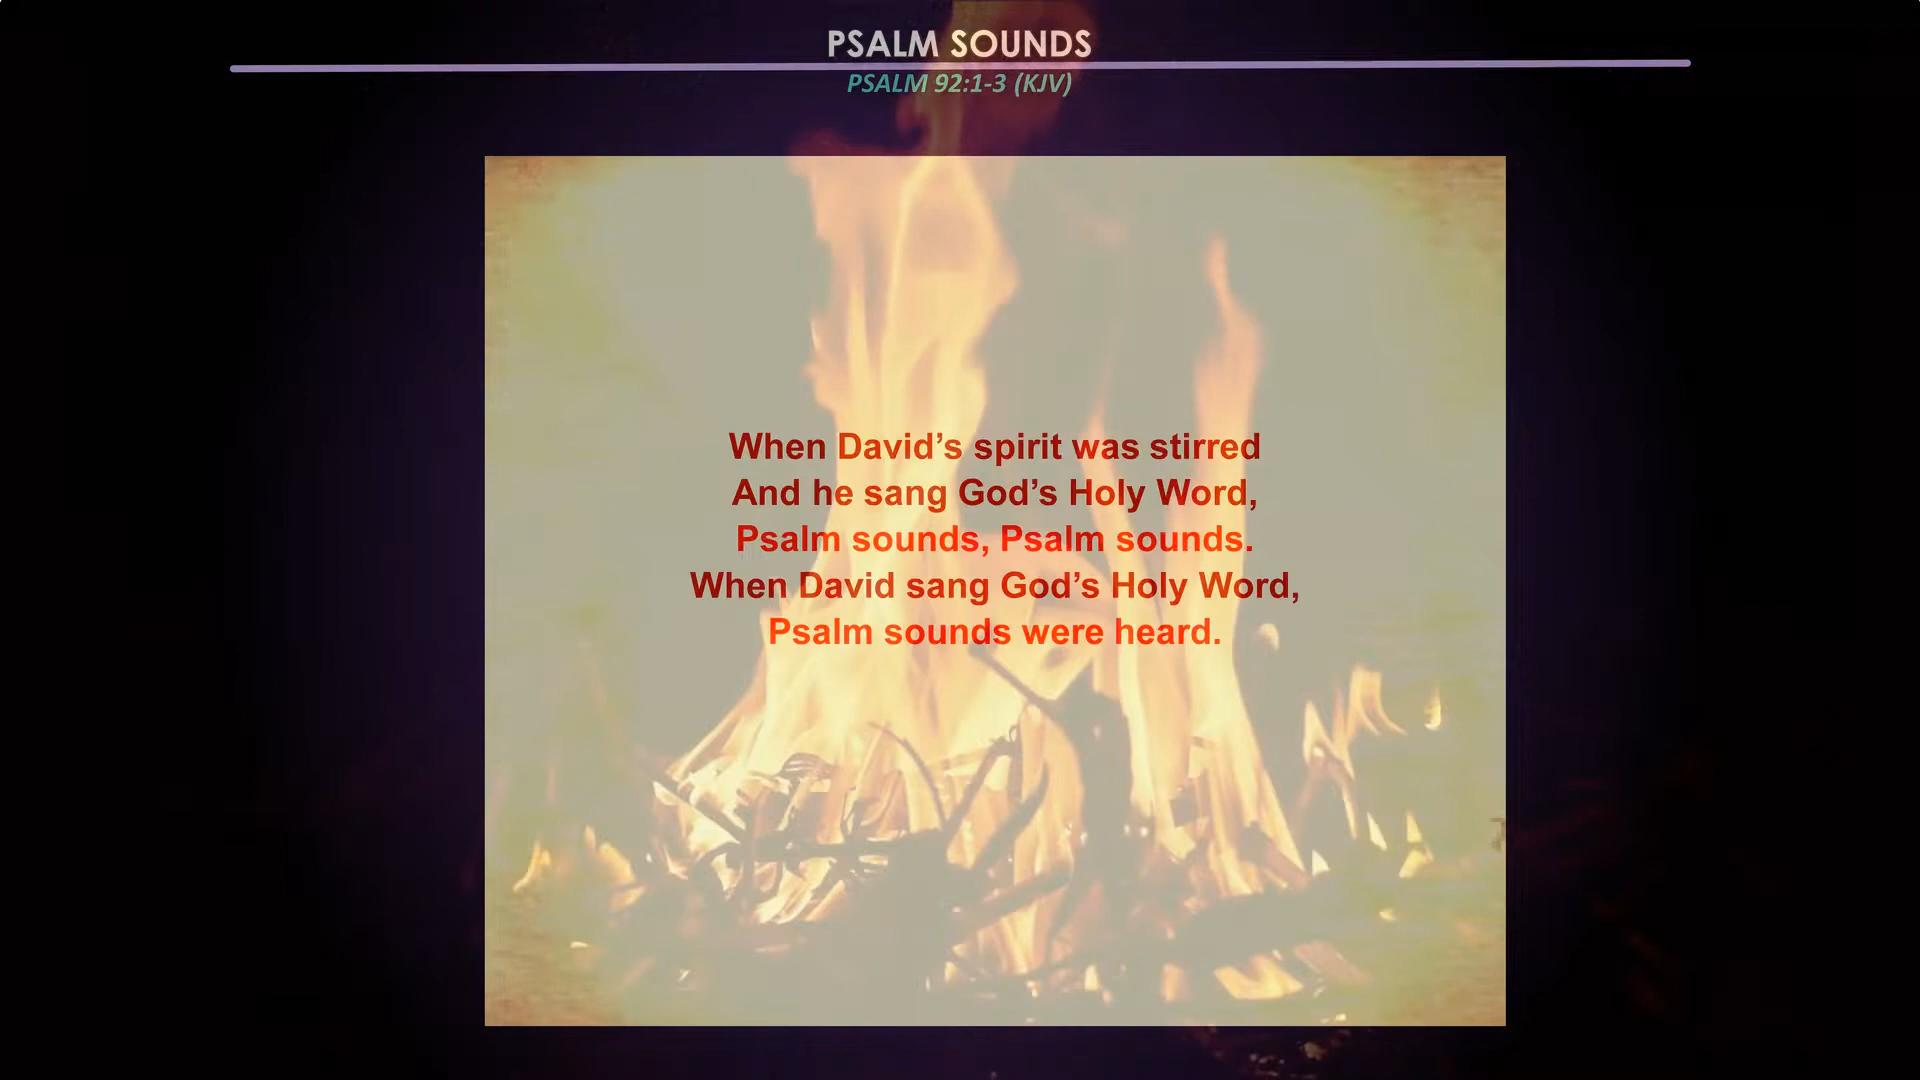 PSALM SOUNDS
PSALM 92:1-3 (KJV)
When David’s spirit was stirred
And he sang God’s Holy Word,
Psalm sounds, Psalm sounds.
When David sang God’s Holy Word,
Psalm sounds were heard.